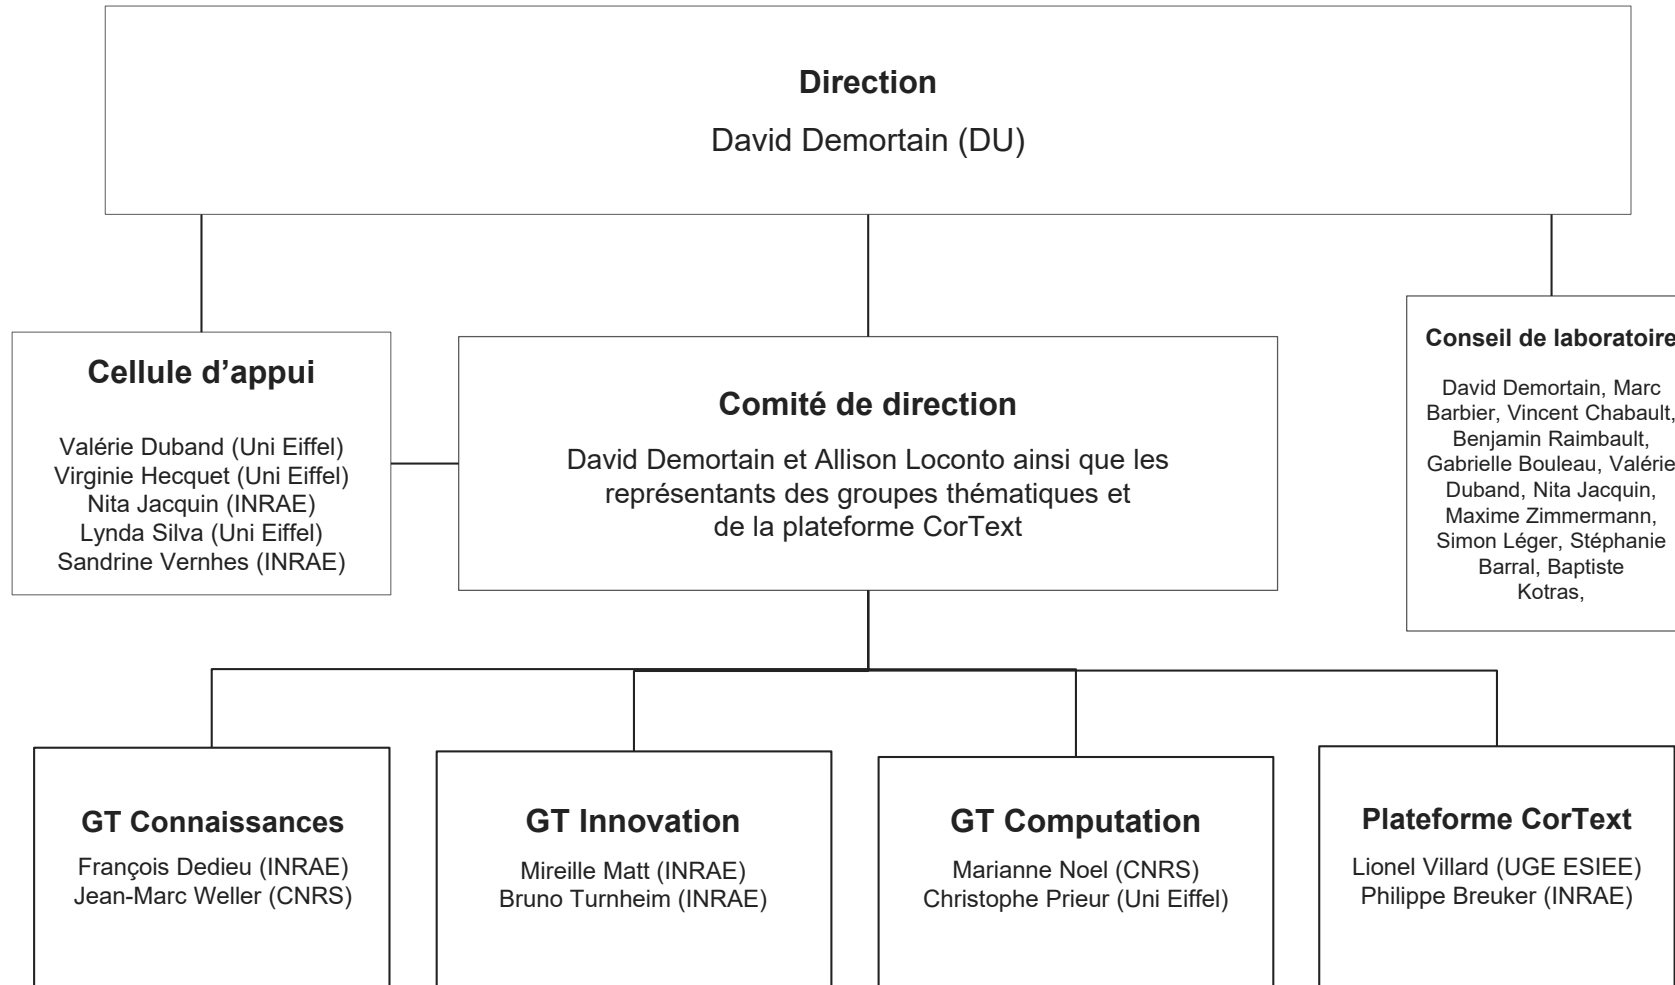 Direction
David Demortain (DU)
Cellule d’appui
Valérie Duband (Uni Eiffel)
Virginie Hecquet (Uni Eiffel)
Nita Jacquin (INRAE)
Lynda Silva (Uni Eiffel)
Sandrine Vernhes (INRAE)
Comité de direction
David Demortain et Allison Loconto ainsi que les
représentants des groupes thématiques et
de la plateforme CorText
Conseil de laboratoire
David Demortain, Marc
Barbier, Vincent Chabault,
Benjamin Raimbault,
Gabrielle Bouleau, Valérie
Duband, Nita Jacquin,
Maxime Zimmermann,
Simon Léger, Stéphanie
Barral, Baptiste
Kotras,
GT Connaissances
François Dedieu (INRAE)
Jean-Marc Weller (CNRS)
GT Innovation
Mireille Matt (INRAE)
Bruno Turnheim (INRAE)
GT Computation
Marianne Noel (CNRS)
Christophe Prieur (Uni Eiffel)
Plateforme CorText
Lionel Villard (UGE ESIEE)
Philippe Breuker (INRAE)